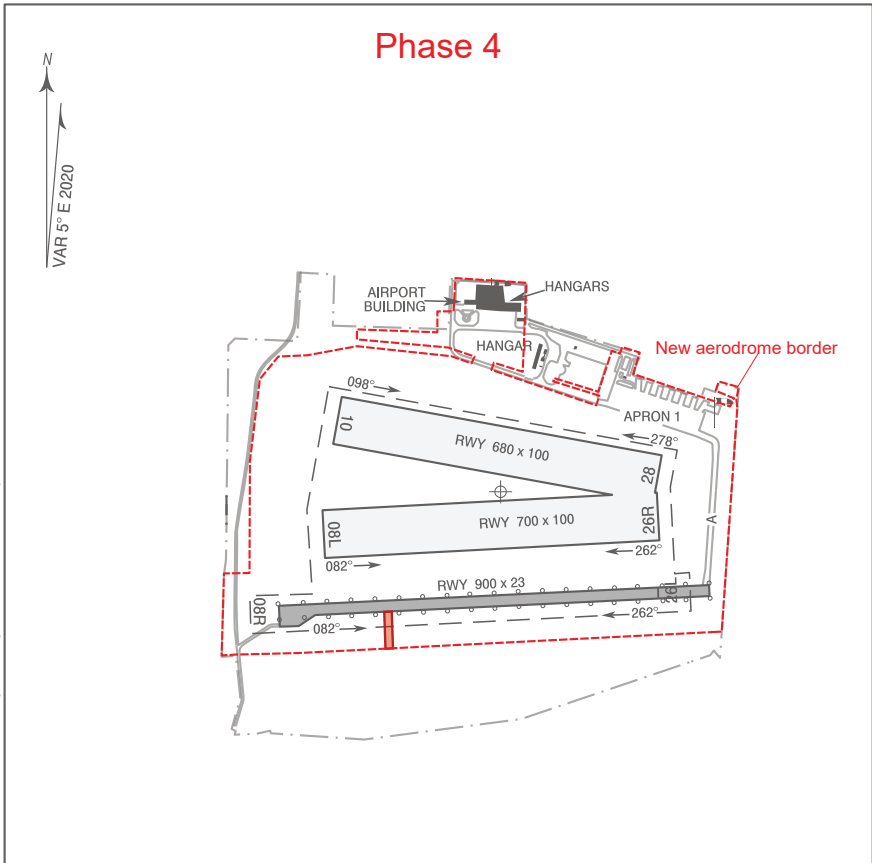 Phase 4
N
VAR 5° E 2020
AIRPORT
BUILDING
HANGARS
HANGAR
New aerodrome border
098°
APRON 1
10
RWY 680 x 100
278°
28
08L
RWY 700 x 100
26R
A
082°
262°
RWY 900 x 23
08R
26L
082°
262°